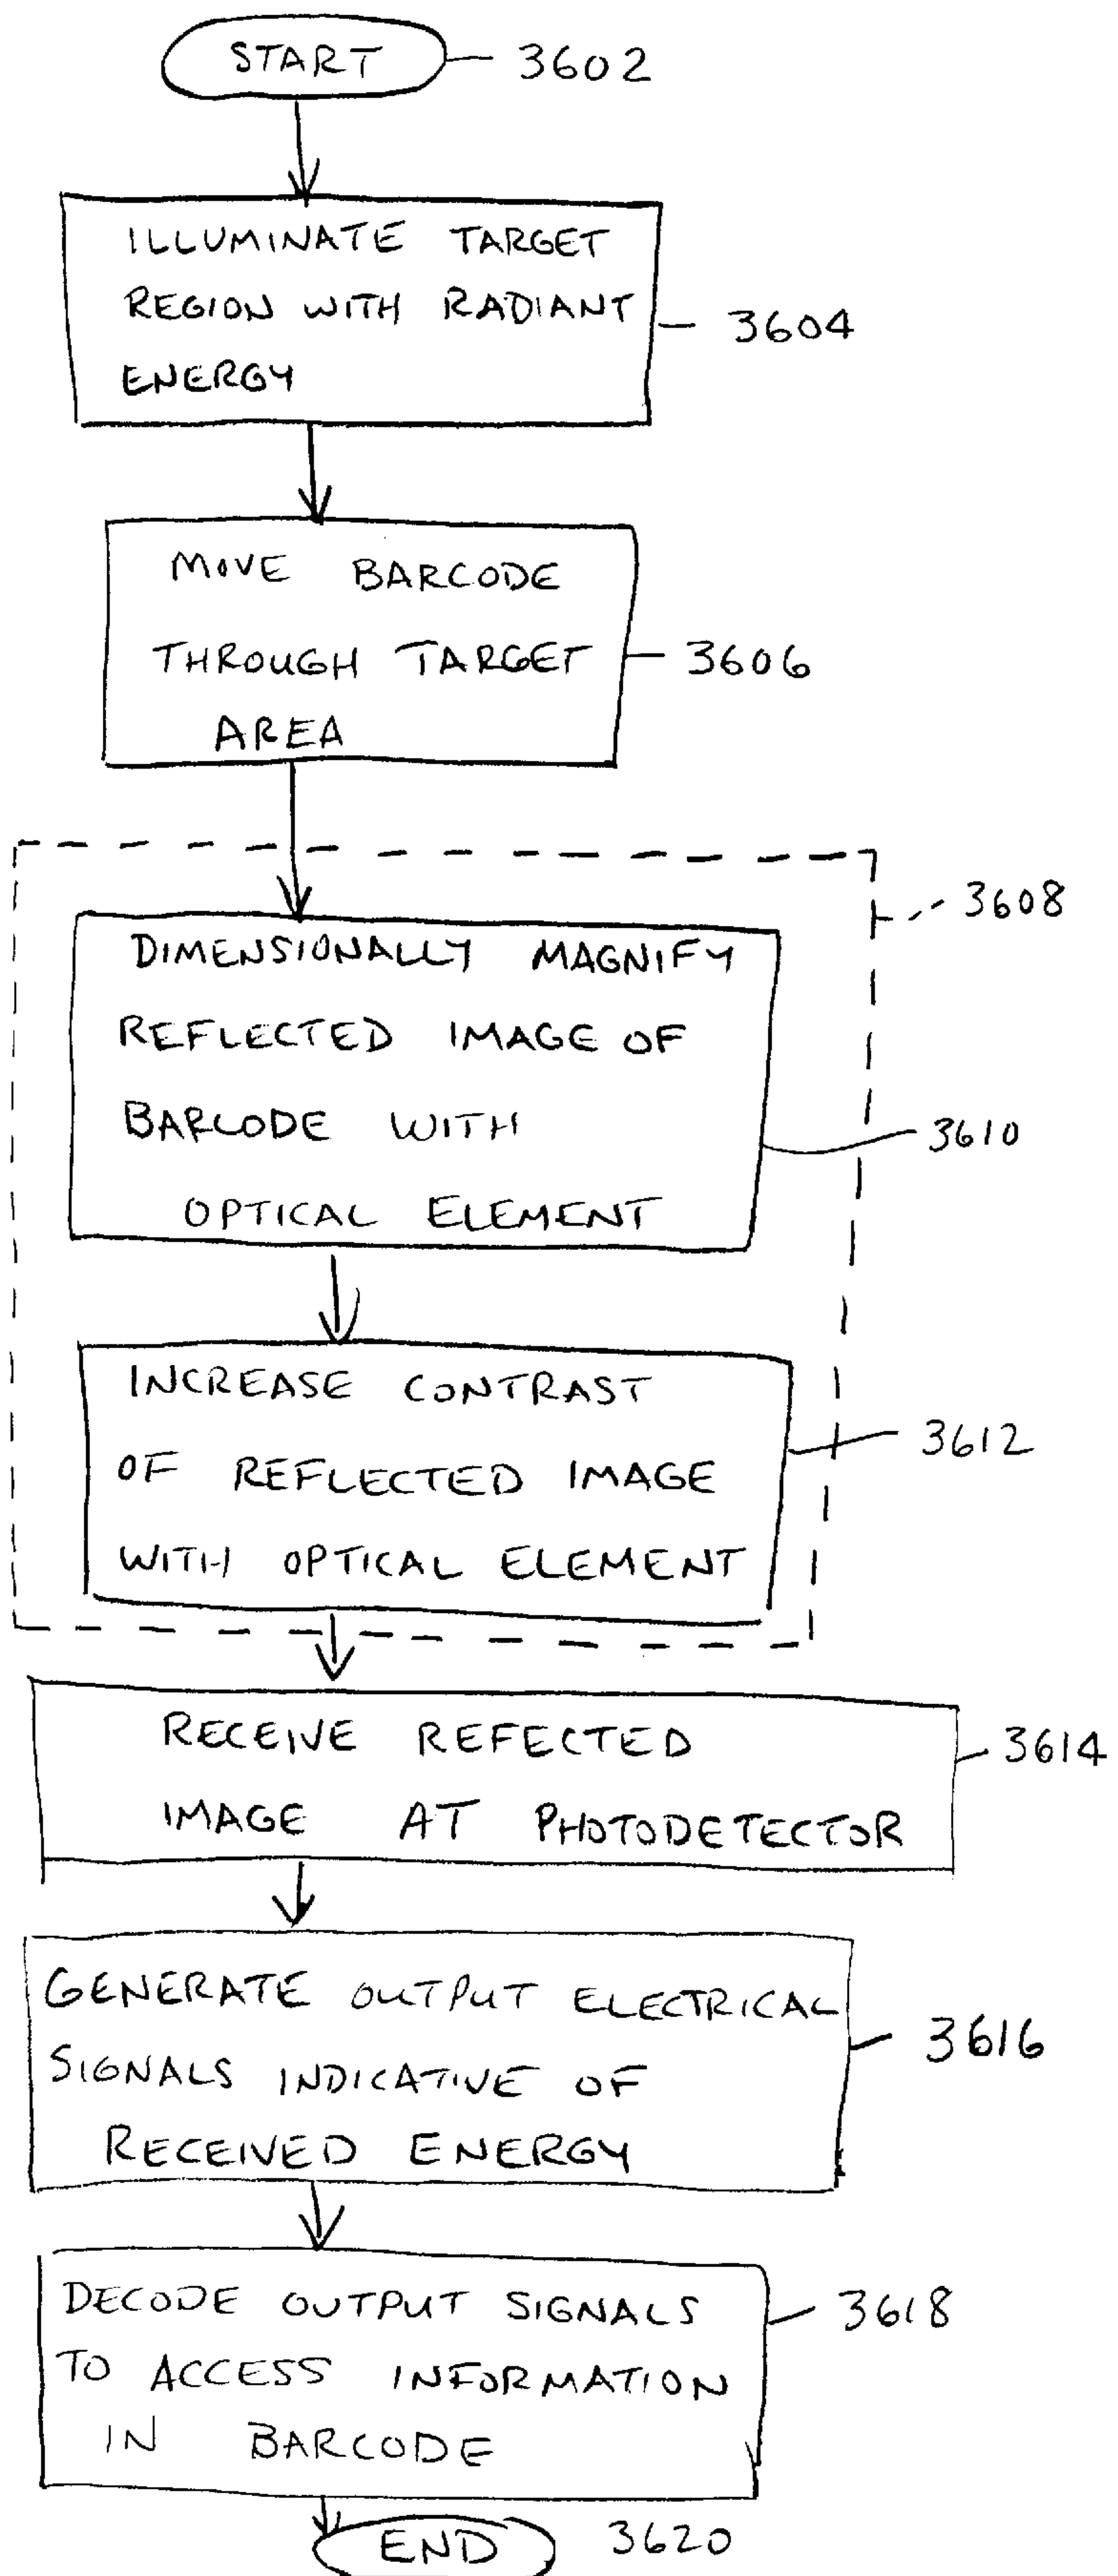 START 3602
ILLUMINATE TARGET
REGION WITH RADIANT
3604
ENERGY
MOVE BARCODE
THROUGH TARGET 3606
AREA
3608
DIMENSIONALLY MAGNIFY
REFLECTED IMAGE OF
BARCODE WITH
3610
OPTICAL ELEMENT
INCREASE CONTRAST
3612
OF REFLECTED IMAGE
WITH OPTICAL ELEMENT
RECEIVE REFECTED
3614
IMAGE AT PHOTODETECTOR
GENERATE OUTPUT ELECTRICAL
3616
SIGNALS INDICATIVE OF
RECEIVED ENERGY
DECODE OUTPUT SIGNALS
3618
TO ACCESS INFORMATION
IN BARCODE
END 3620